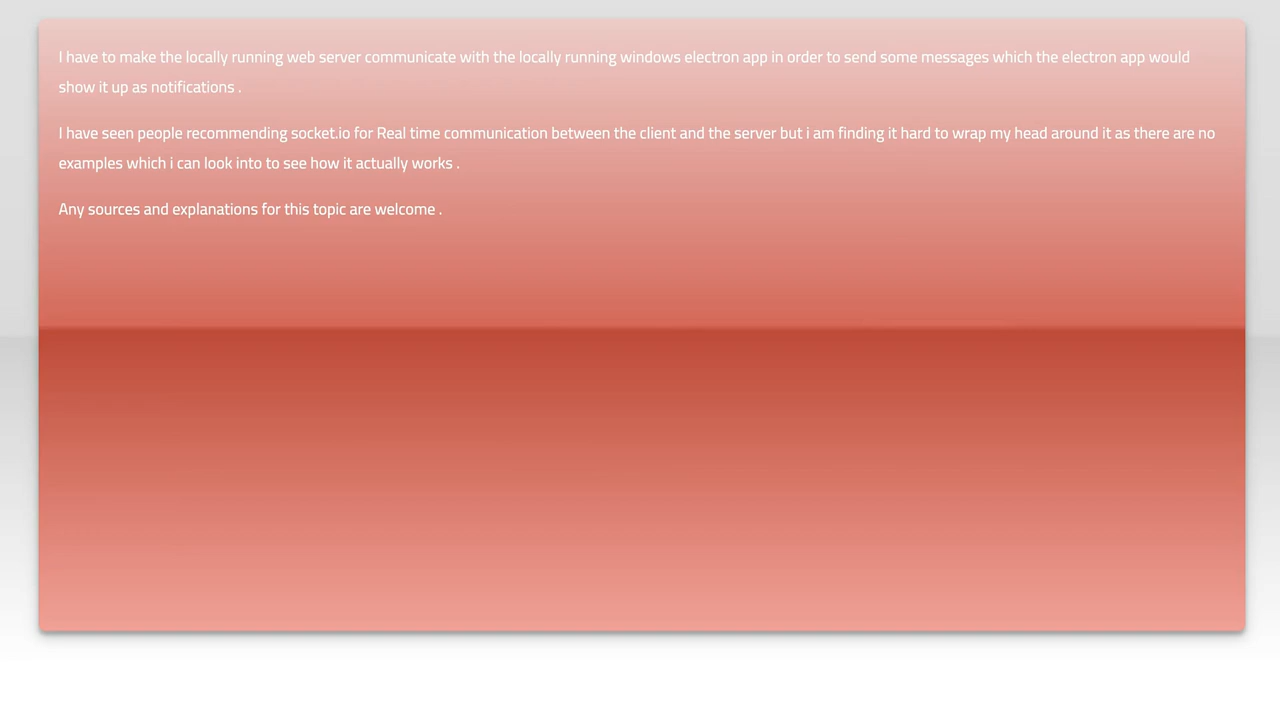 I have to make the locally running web server communicate with the locally running windows electron app in order to send some messages which the electron app would
show it up as notifications .
I have seen people recommending socket.io for Real time communication between the client and the server but i am finding it hard to wrap my head around it as there are no
examples which i can look into to see how it actually works .
Any sources and explanations for this topic are welcome .